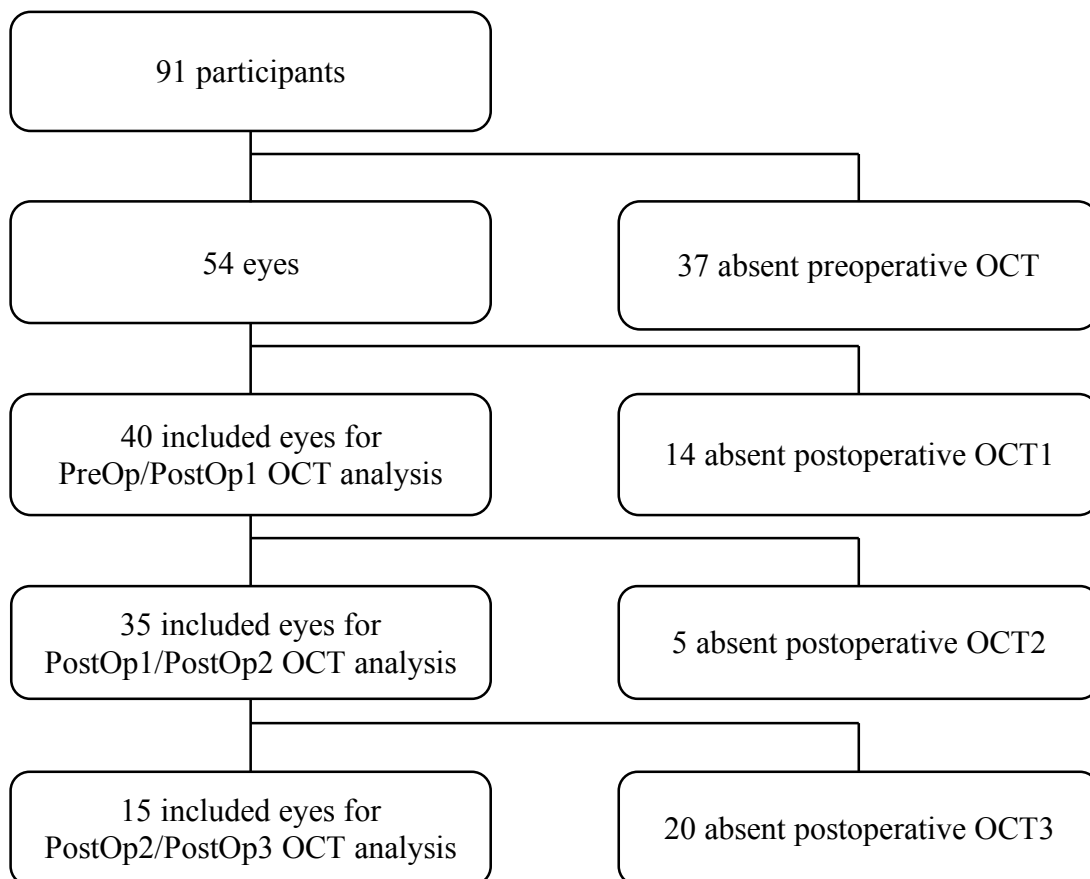 91 participants
54 eyes
37 absent preoperative OCT
40 included eyes for
PreOp/PostOp1 OCT analysis
14 absent postoperative OCT1
35 included eyes for
PostOp1/PostOp2 OCT analysis
5 absent postoperative OCT2
15 included eyes for
PostOp2/PostOp3 OCT analysis
20 absent postoperative OCT3